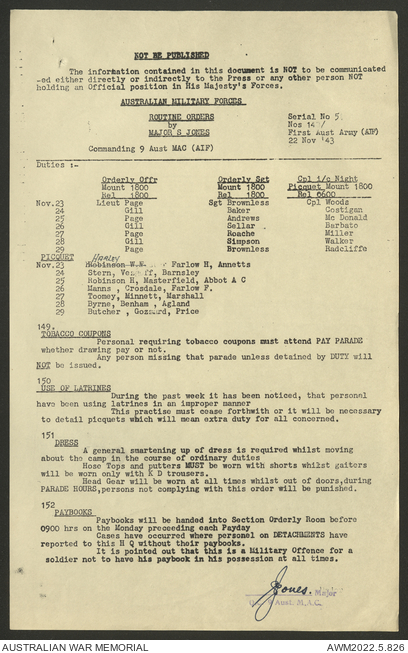 NOT BE PUBLISHED
The information contained in this document is NOT to be communicated
-ed either directly or indirectly to the Press or any other person NOT
holding an Official position in His Majesty's Forces.
AUSTRALIAN MILITARY FORCES
ROUTINE ORDERS
by
MAJOR S JONES
Serial No 5
Nos 149/
First Aust Army (AIF)
22 Nov '43
Commanding 9 Aust MAC (AIF)
Duties :-
Orderly Offr Orderly Sgt Cpl i/c Night
Mount 1800 Mount 1800 Picquet Mount 1800
Rel 1800 Rel 1800 Rel 0600
Nov.23 Lieut Page Sgt Brownless Cpl Woods
24 Gill Baker Costigan
25 Page Andrews Mc Donald
26 Gill Sellar Barbato
27 Page Roache Miller
28 Gill Simpson Walker
29 Page Brownless Radcliffe
PICQUET HARLEY
Nov.23 Robinson W.N. Farlow H, Annetts
24 Stern, Barnsley
25 Robinson H, Masterfield, Abbot A C
26 Manns , Crosdale, Farlow F.
27 Toomey, Minnett, Marshall
28 Byrne, Benham , Agland
29 Butcher , Gozzard, Price
149.
TOBACCO COUPONS
Personal requiring tobacco coupons must attend PAY PARADE
whether drawing pay or not.
Any person missing that parade unless detained by DUTY will
NOT be issued.
150
USE OF LATRINES
During the past week it has been noticed, that personel
have been using latrines in an improper manner
This practise must cease forthwith or it will be necessary
to detail picquets which will mean extra duty for all concerned.
151
DRESS
A general smartening up of dress is required whilst moving
about the camp in the course of ordinary duties
Hose Tops and putters MUST be worn with shorts whilst gaiters
will be worn only with K D trousers.
Head Gear will be worn at all times whilst out of doors,during
PARADE HOURS,persons not complying with this order will be punished.
152
PAYBOOKS
Paybooks will be handed into Section Orderly Room before
0900 hrs on the Monday proceeding each Payday
Cases have occurred where personel on DETACHMENTS have
reported to this H Q without their paybooks.
It is pointed out that this is a Military Offence for a
soldier not to have his paybook in his possession at all times.
Jones. Major
Aust. M.A.C.
AUSTRALIAN WAR MEMORIAL
AWM2022.5.826